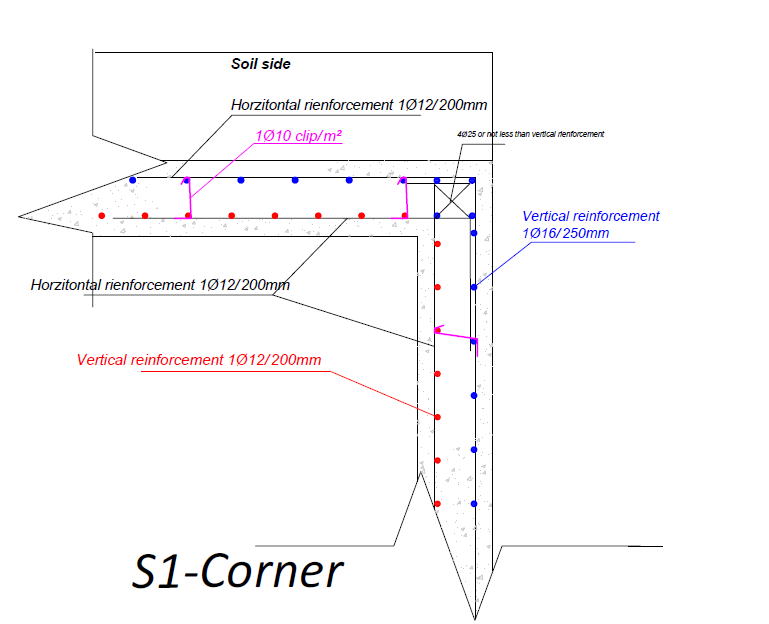 Soil side
Horzitontal rienforcement 1Ø12/200mm
1Ø10 clip/m²
4Ø25 or not less than vertical rienforcement
Vertical reinforcement
1Ø16/250mm
Horzitontal rienforcement 1Ø12/200mm
Vertical reinforcement 1Ø12/200mm
S1-Corner